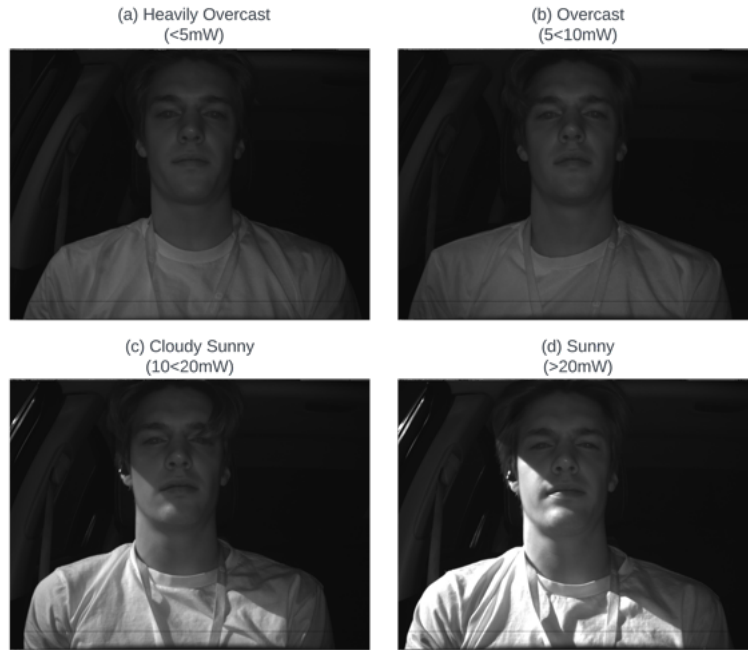 (a) Heavily Overcast
(<5mW)
(b) Overcast
(5<10mW)
(c) Cloudy Sunny
(10<20mW)
(d) Sunny
(>20mW)